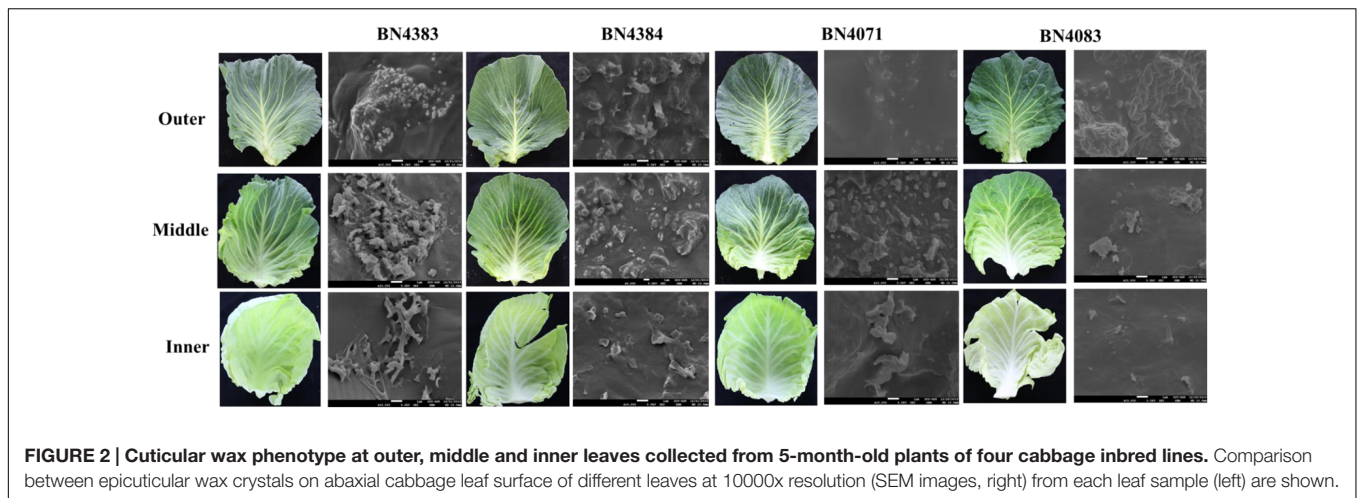 BN4383 BN4384 BN4071 BN4083
Outer
Middle
Inner
FIGURE 2 | Cuticular wax phenotype at outer, middle and inner leaves collected from 5-month-old plants of four cabbage inbred lines. Comparison
between epicuticular wax crystals on abaxial cabbage leaf surface of different leaves at 10000x resolution (SEM images, right) from each leaf sample (left) are shown.